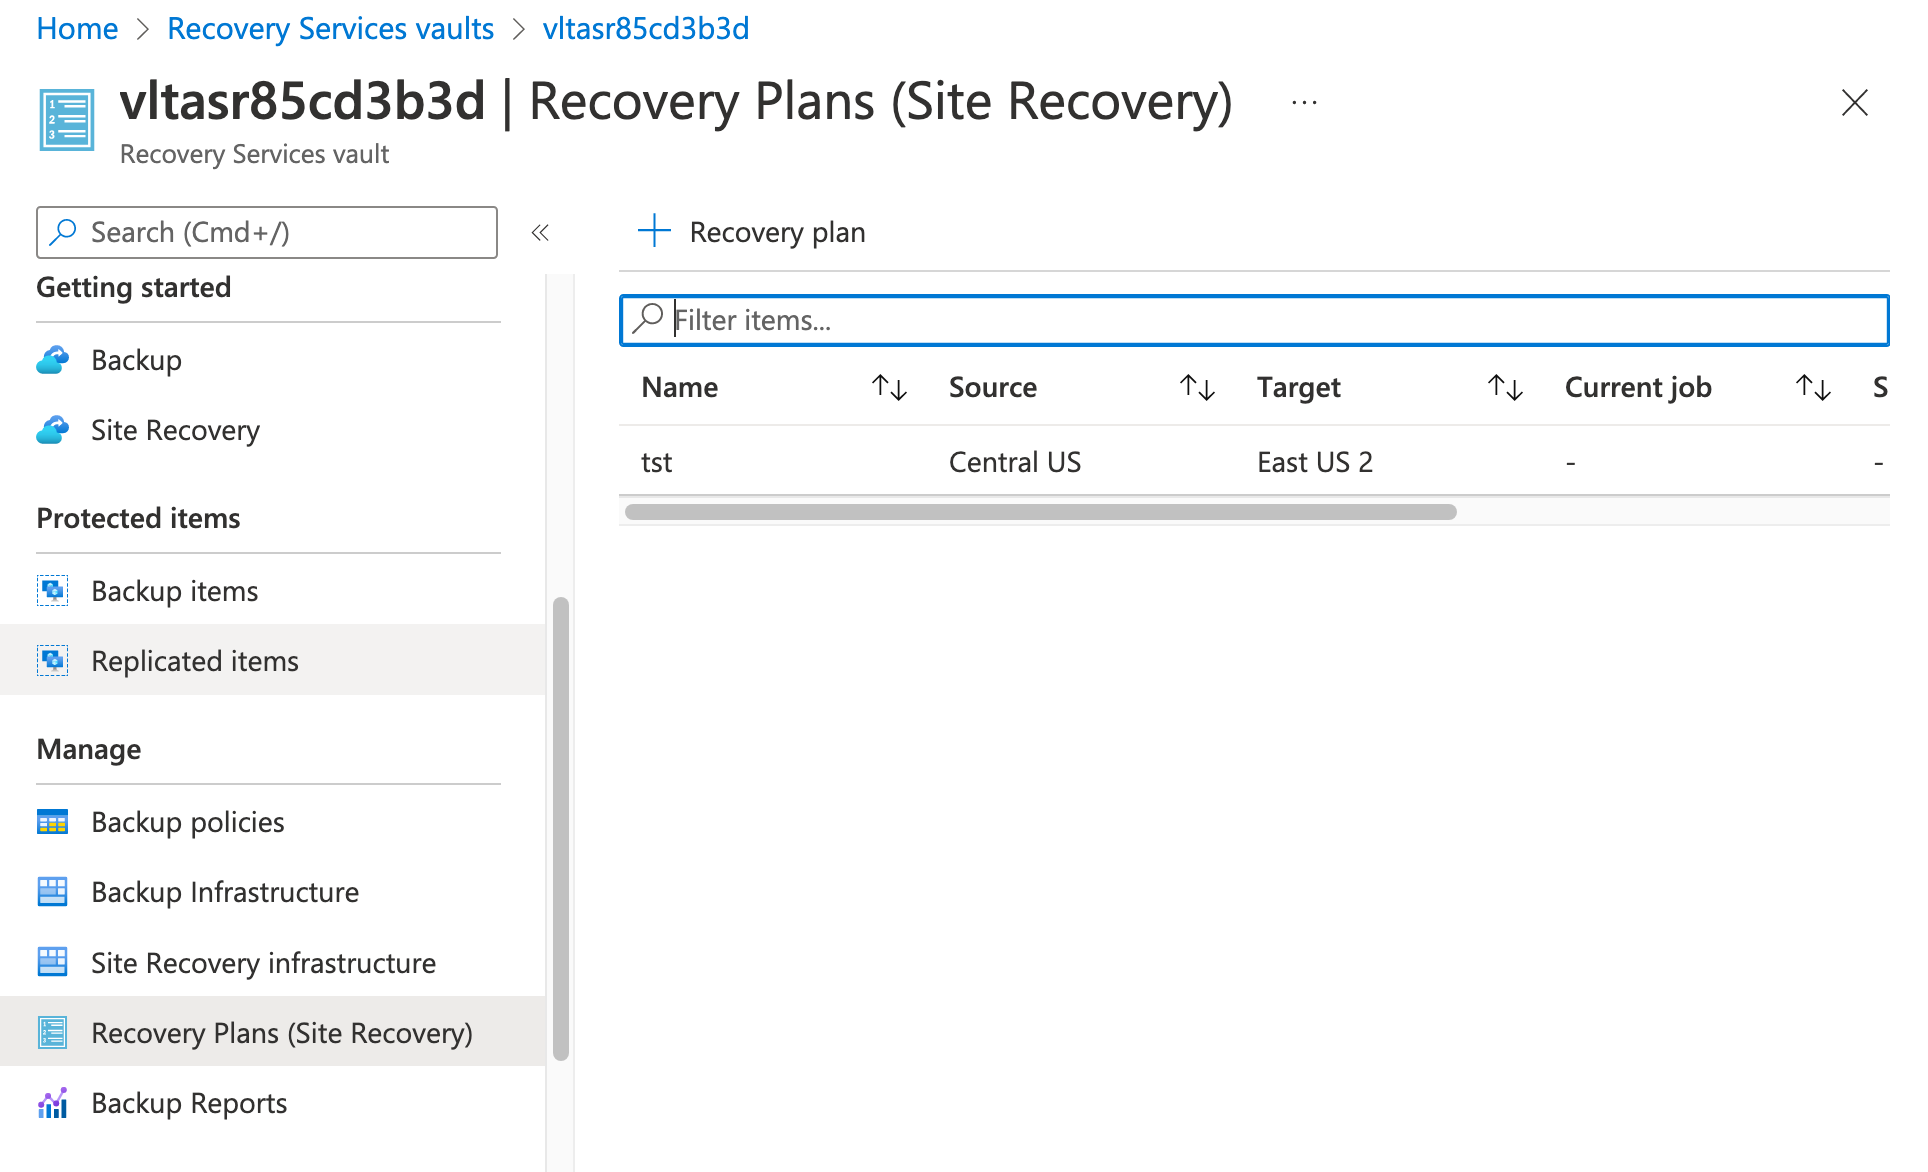 Home > Recovery Services vaults > vltasr85cd3b3d
vltasr85cd3b3d | Recovery Plans (Site Recovery) ...
Recovery Services vault
Search (Cmd+/) «
Getting started
Backup
Site Recovery
Protected items
Backup items
Replicated items
Manage
Backup policies
Backup Infrastructure
Site Recovery infrastructure
Recovery Plans (Site Recovery)
Backup Reports
+ Recovery plan
Filter items...
Name ↑↓ Source ↑↓ Target ↑↓ Current job ↑↓ S
tst Central US East US 2 - -